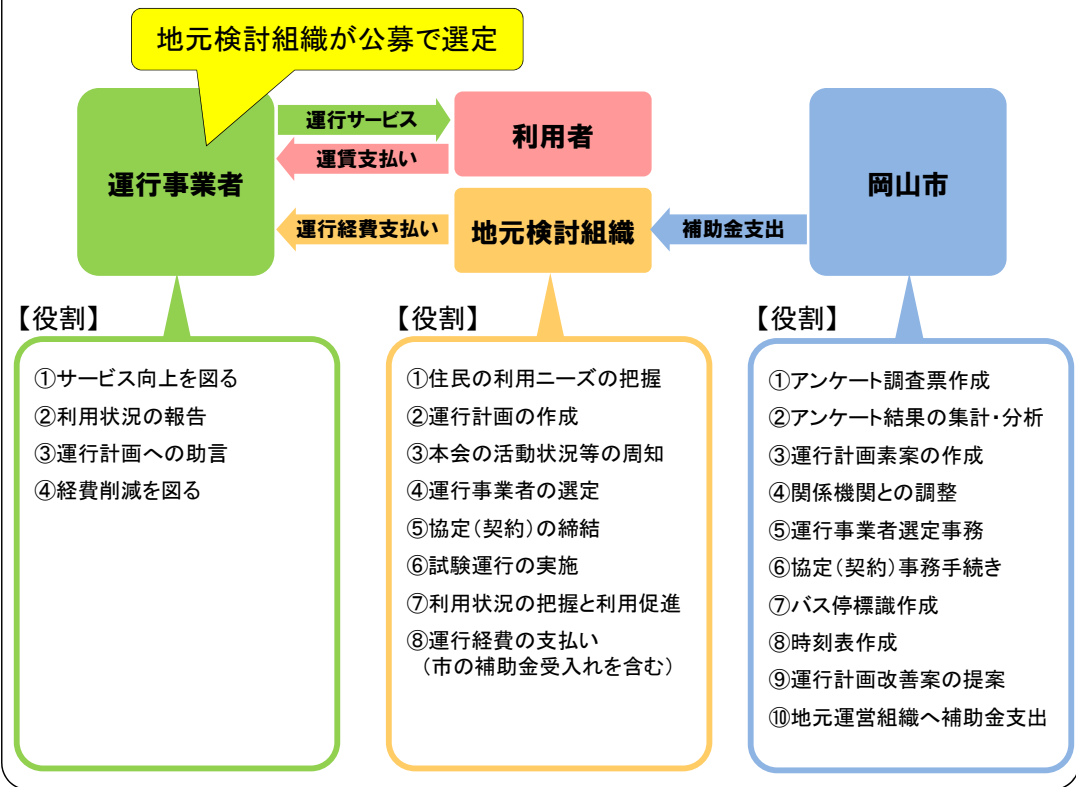 地元検討組織が公募で選定
運行事業者
運行サービス
運賃支払い
利用者
運行経費支払い
地元検討組織
補助金支出
岡山市
【役割】
①サービス向上を図る
②利用状況の報告
③運行計画への助言
④経費削減を図る
【役割】
①住民の利用ニーズの把握
②運行計画の作成
③本会の活動状況等の周知
④運行事業者の選定
⑤協定(契約)の締結
⑥試験運行の実施
⑦利用状況の把握と利用促進
⑧運行経費の支払い
(市の補助金受入れを含む)
【役割】
①アンケート調査票作成
②アンケート結果の集計・分析
③運行計画素案の作成
④関係機関との調整
⑤運行事業者選定事務
⑥協定(契約)事務手続き
⑦バス停標識作成
⑧時刻表作成
⑨運行計画改善案の提案
⑩地元運営組織へ補助金支出